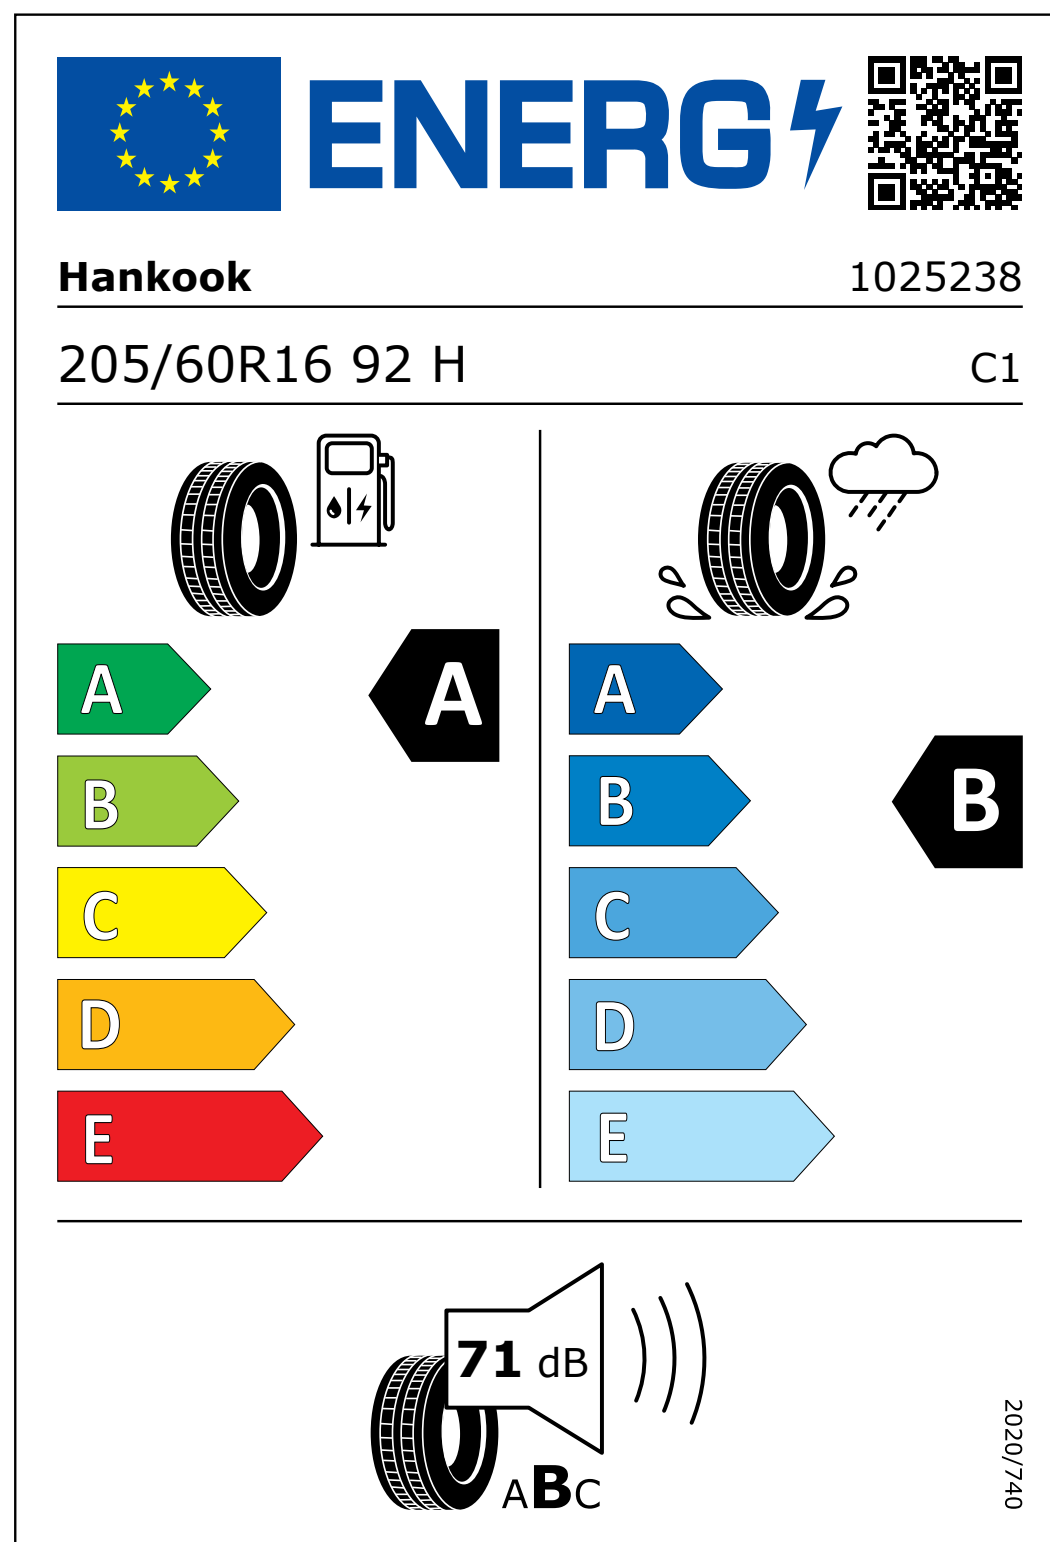 ENERG
Hankook 1025238
205/60R16 92 H C1
A A
B
C
D
E
A
B B
C
D
E
71 dB
ABC
2020/740